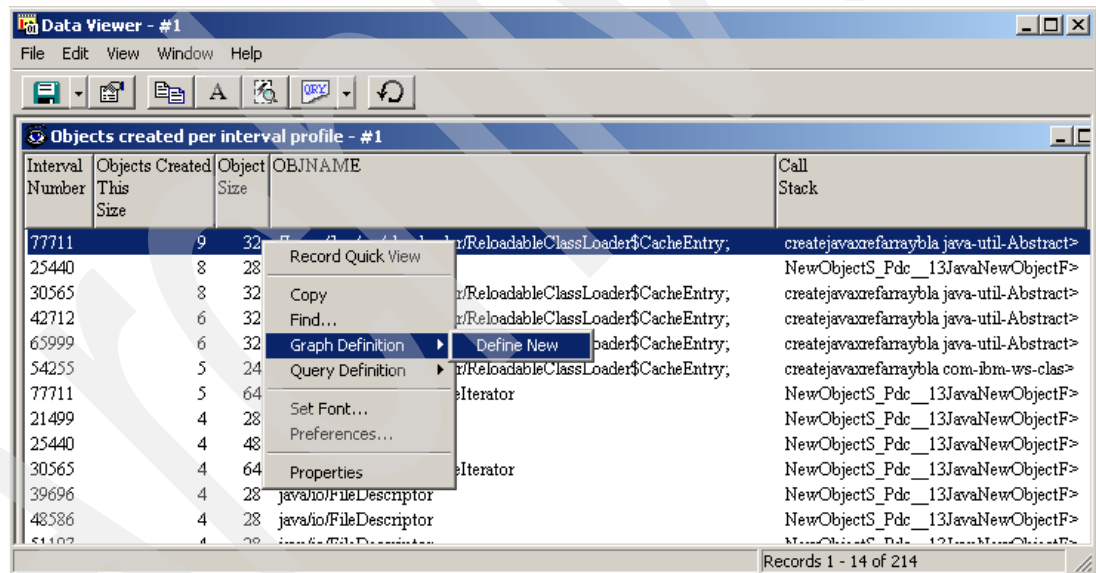 Data Viewer - #1
File Edit View Window Help
A QRY
Objects created per interval profile - #1
Interval Number Objects Created This Size Object Size OBJNAME Call Stack
77711 9 32 r/ReloadableClassLoader$CacheEntry; createjavaxrefarraybla java-util-Abstract>
25440 8 28 NewObjectS_Pdc__13JavaNewObjectF>
30565 8 32 r/ReloadableClassLoader$CacheEntry; createjavaxrefarraybla java-util-Abstract>
42712 6 32 r/ReloadableClassLoader$CacheEntry; createjavaxrefarraybla java-util-Abstract>
65999 6 32 oaderClassLoader$CacheEntry; createjavaxrefarraybla java-util-Abstract>
54255 5 24 r/ReloadableClassLoader$CacheEntry; createjavaxrefarraybla com-ibm-ws-clas>
77711 5 64 eIterator NewObjectS_Pdc__13JavaNewObjectF>
21499 4 28 NewObjectS_Pdc__13JavaNewObjectF>
25440 4 48 NewObjectS_Pdc__13JavaNewObjectF>
30565 4 64 eIterator NewObjectS_Pdc__13JavaNewObjectF>
39696 4 28 java/io/FileDescriptor NewObjectS_Pdc__13JavaNewObjectF>
48586 4 28 java/io/FileDescriptor NewObjectS_Pdc__13JavaNewObjectF>
Record Quick View
Copy
Find...
Graph Definition Define New
Query Definition
Set Font...
Preferences...
Properties
Records 1 - 14 of 214